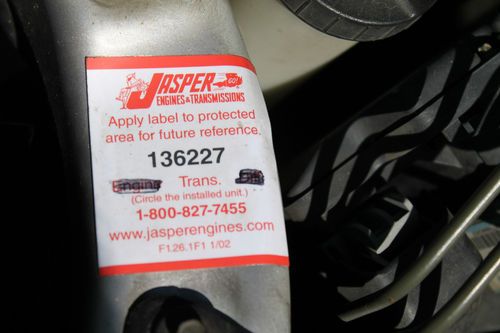 JASPER
ENGINES & TRANSMISSIONS
Apply label to protected
area for future reference.
136227
Engine Trans.
(Circle the installed unit.)
1-800-827-7455
www.jasperengines.com
F1.26.1F1 1/02